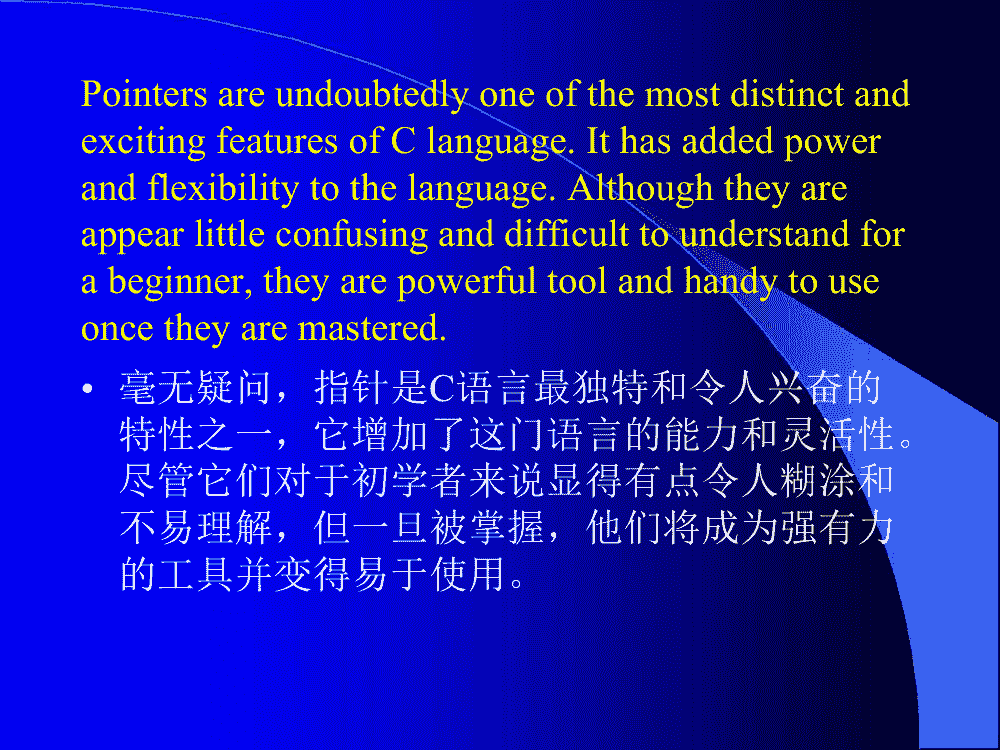 Pointers are undoubtedly one of the most distinct and
exciting features of C language. It has added power
and flexibility to the language. Although they are
appear little confusing and difficult to understand for
a beginner, they are powerful tool and handy to use
once they are mastered.
• 毫无疑问，指针是C语言最独特和令人兴奋的
特性之一，它增加了这门语言的能力和灵活性。
尽管它们对于初学者来说显得有点令人糊涂和
不易理解，但一旦被掌握，他们将成为强有力
的工具并变得易于使用。